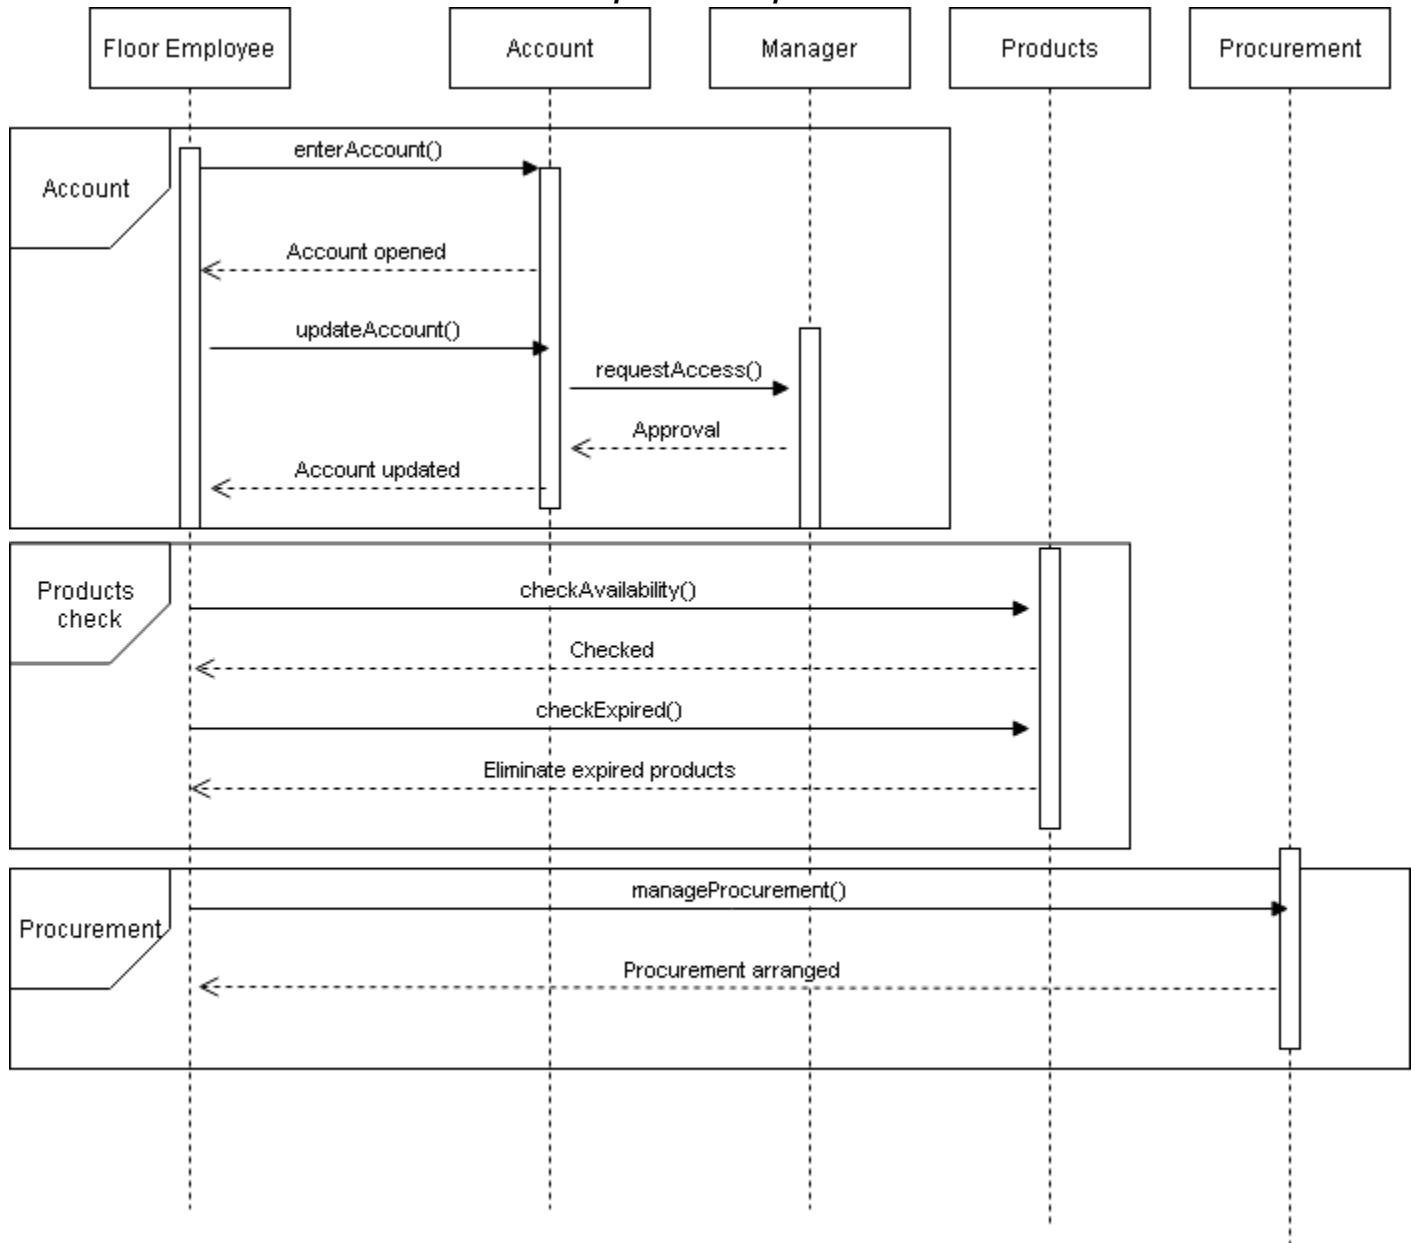 Floor Employee
Account
Manager
Products
Procurement
Account
enterAccount()
Account opened
updateAccount()
requestAccess()
Approval
Account updated
Products
check
checkAvailability()
Checked
checkExpired()
Eliminate expired products
Procurement
manageProcurement()
Procurement arranged